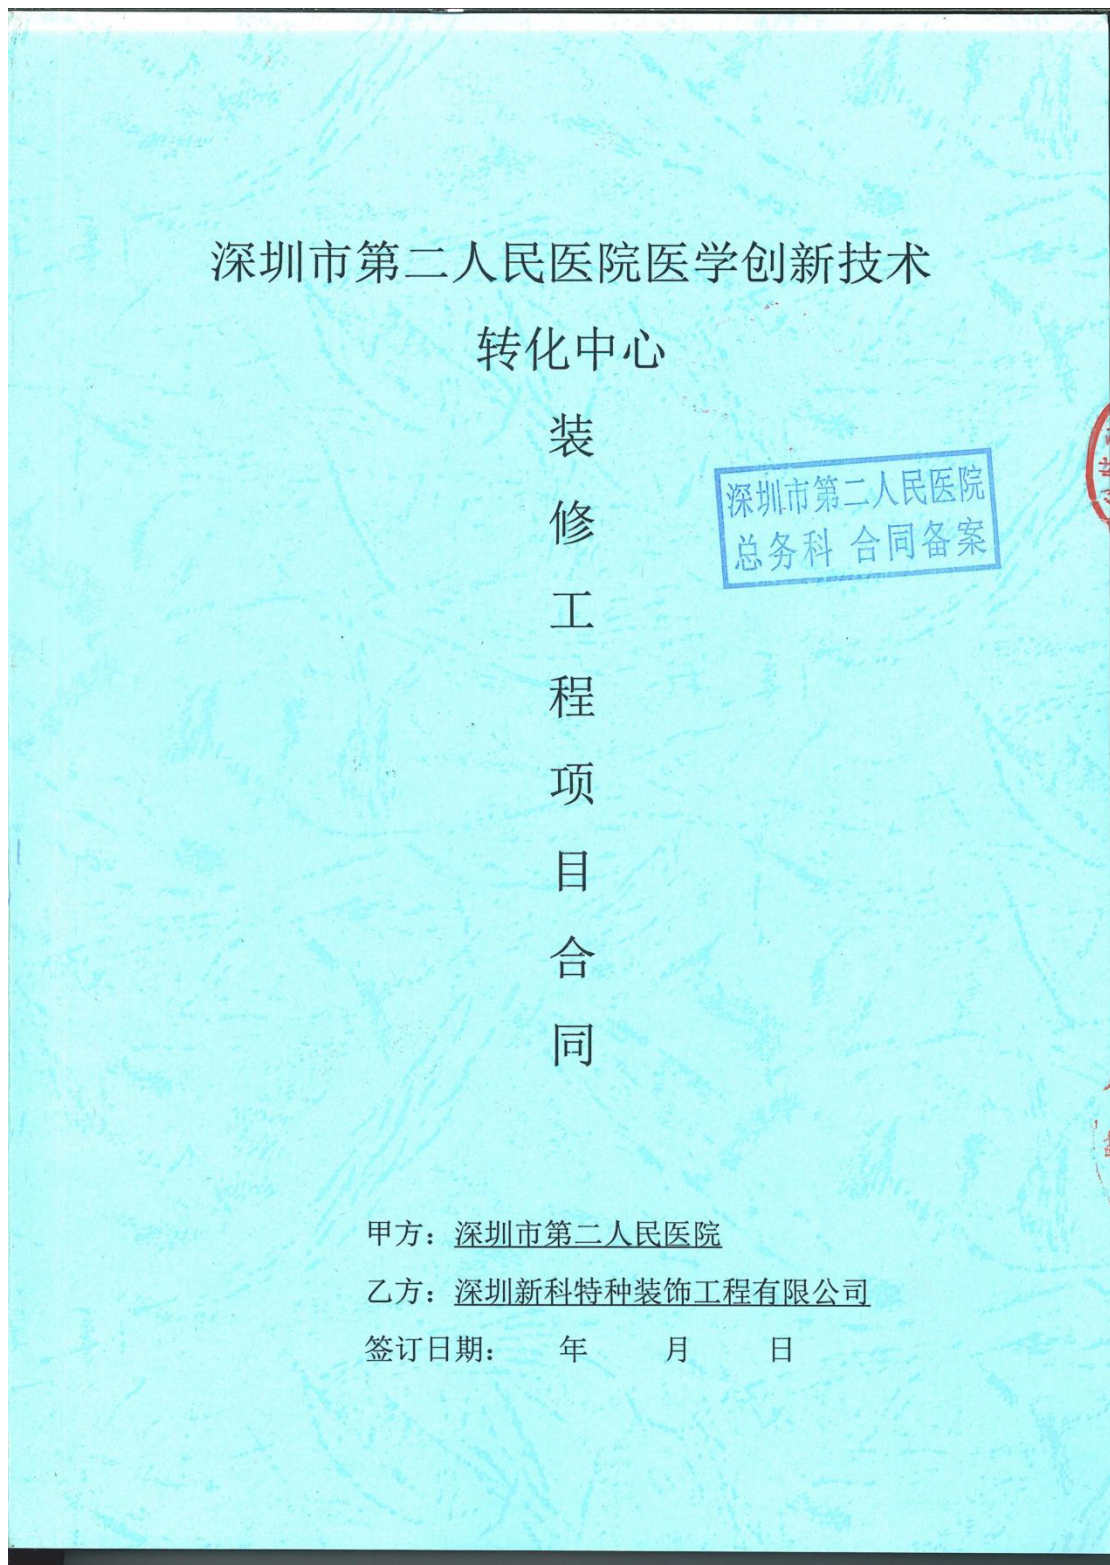 深圳市第二人民医院医学创新技术
转化中心
装
修
工
程
项
目
合
同
深圳市第二人民医院
总务科 合同备案
甲方：深圳市第二人民医院
乙方：深圳新科特种装饰工程有限公司
签订日期： 年 月 日